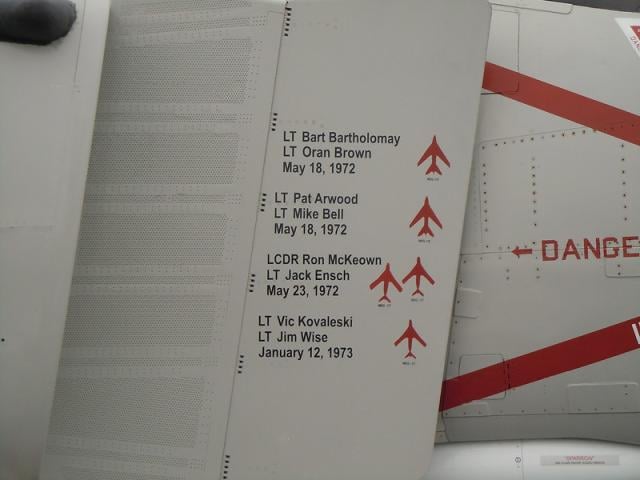 LT Bart Bartholomay
LT Oran Brown
May 18, 1972
LT Pat Arwood
LT Mike Bell
May 18, 1972
LCDR Ron McKeown
LT Jack Ensch
May 23, 1972
LT Vic Kovaleski
LT Jim Wise
January 12, 1973
DANGE
"SPARROW"